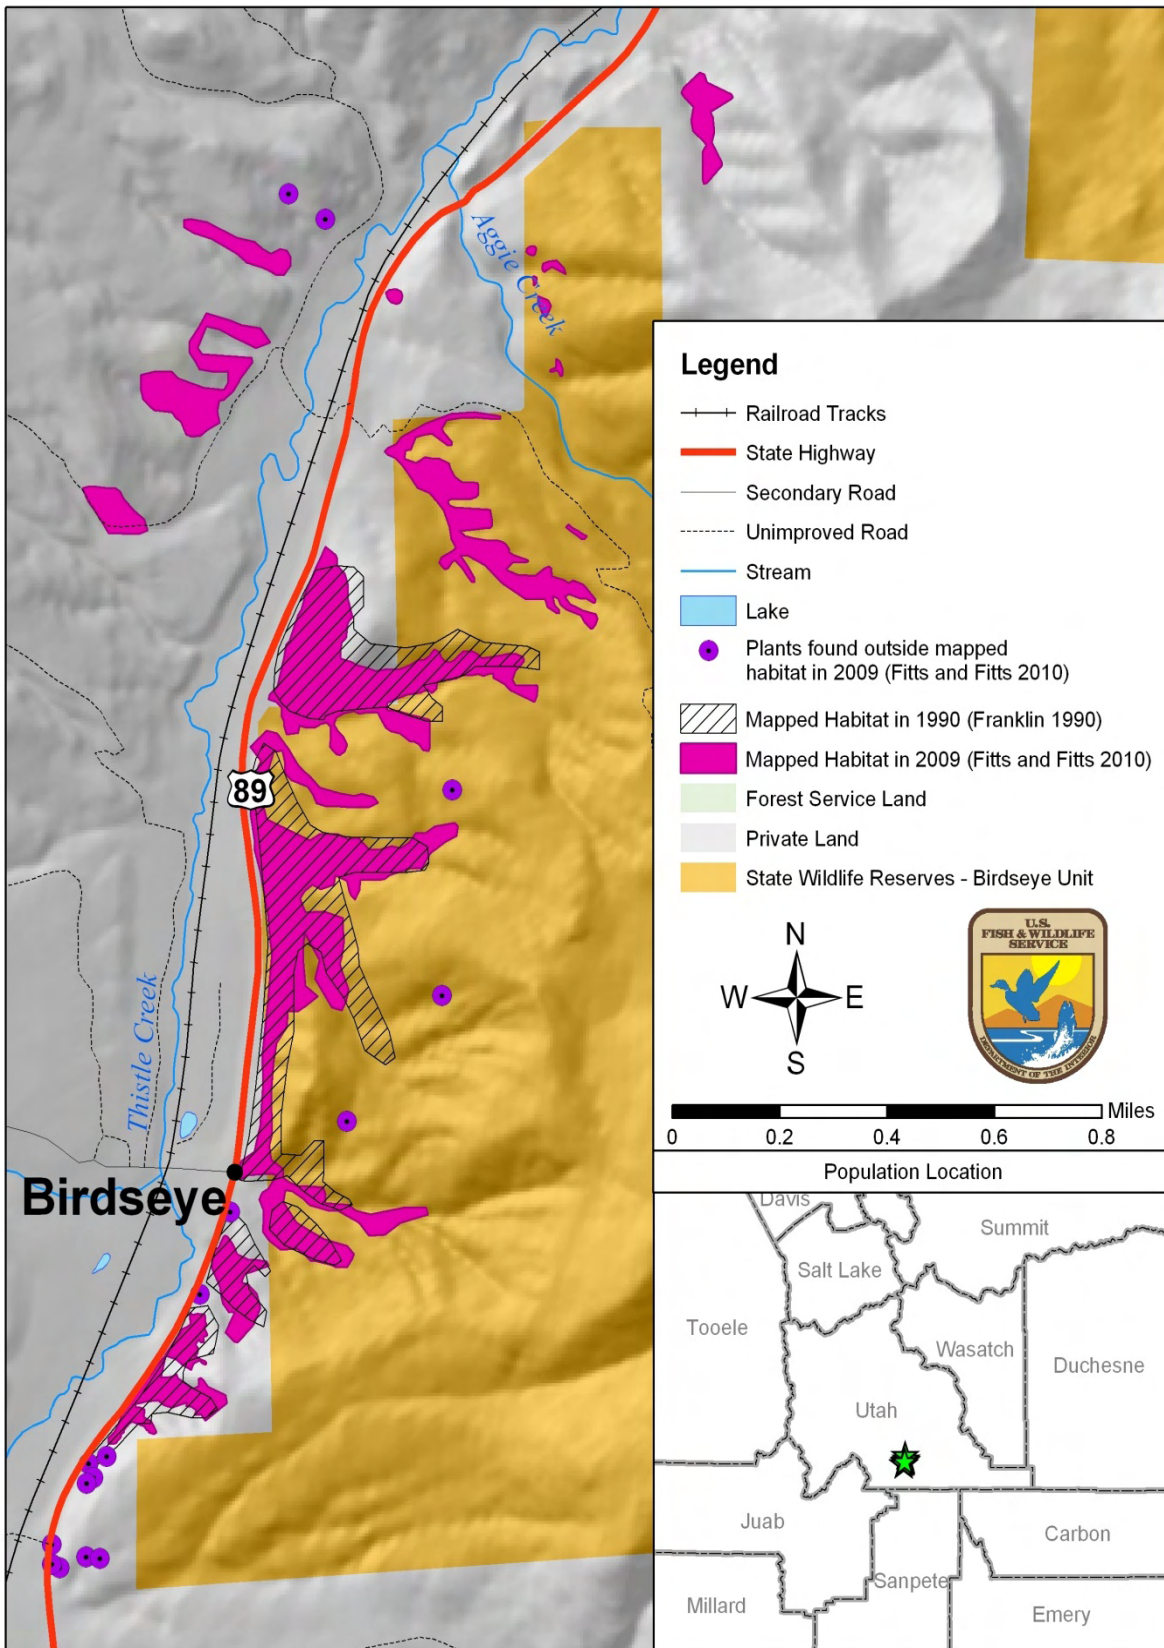 Aggie Creek
89
Thistle Creek
Birdseye
Legend
Railroad Tracks
State Highway
Secondary Road
Unimproved Road
Stream
Lake
Plants found outside mapped
habitat in 2009 (Fitts and Fitts 2010)
Mapped Habitat in 1990 (Franklin 1990)
Mapped Habitat in 2009 (Fitts and Fitts 2010)
Forest Service Land
Private Land
State Wildlife Reserves - Birdseye Unit
N
W E
S
U.S.
FISH & WILDLIFE
SERVICE
DEPARTMENT OF THE INTERIOR
Miles
0 0.2 0.4 0.6 0.8
Population Location
Davis
Summit
Salt Lake
Tooele
Wasatch
Duchesne
Utah
Juab
Carbon
Sanpete
Millard
Emery